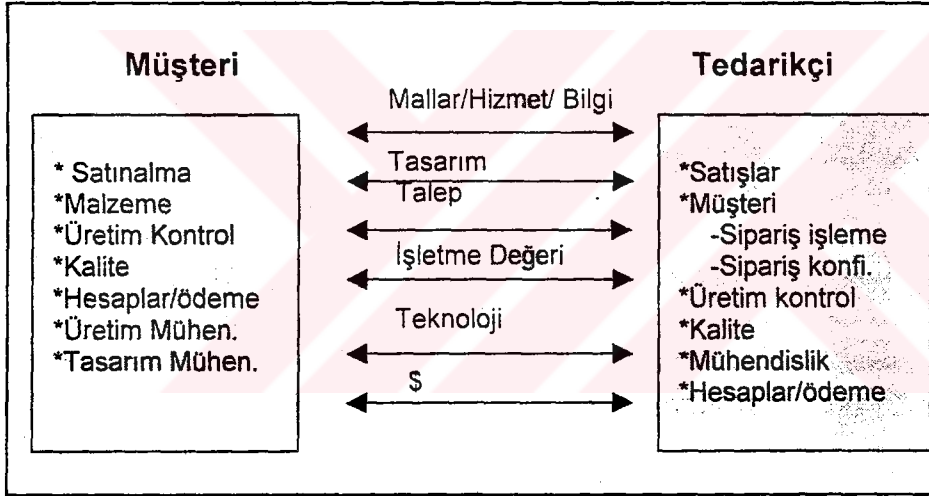 Müşteri
Tedarikçi
Mallar/Hizmet/ Bilgi
Tasarım
Talep
İşletme Değeri
Teknoloji
$
* Satınalma
*Malzeme
*Üretim Kontrol
*Kalite
*Hesaplar/ödeme
*Üretim Mühen.
*Tasarım Mühen.
*Satışlar
*Müşteri
-Sipariş işleme
-Sipariş konfi.
*Üretim kontrol
*Kalite
*Mühendislik
*Hesaplar/ödeme